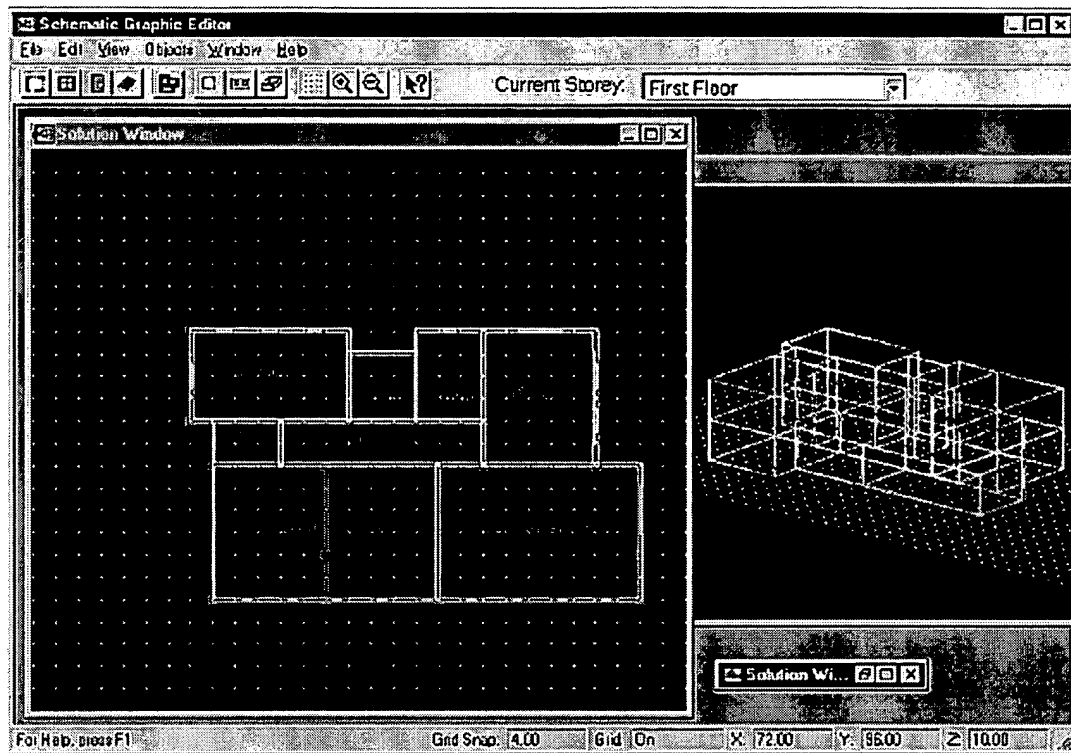 Schematic Graphic Editor
File Edit View Objects Window Help
Current Storey: First Floor
Solution Window
Solution Wi...
For Help, press F1 Grid Snap: 4.00 Grid On X: 72.00 Y: 96.00 Z: 10.00